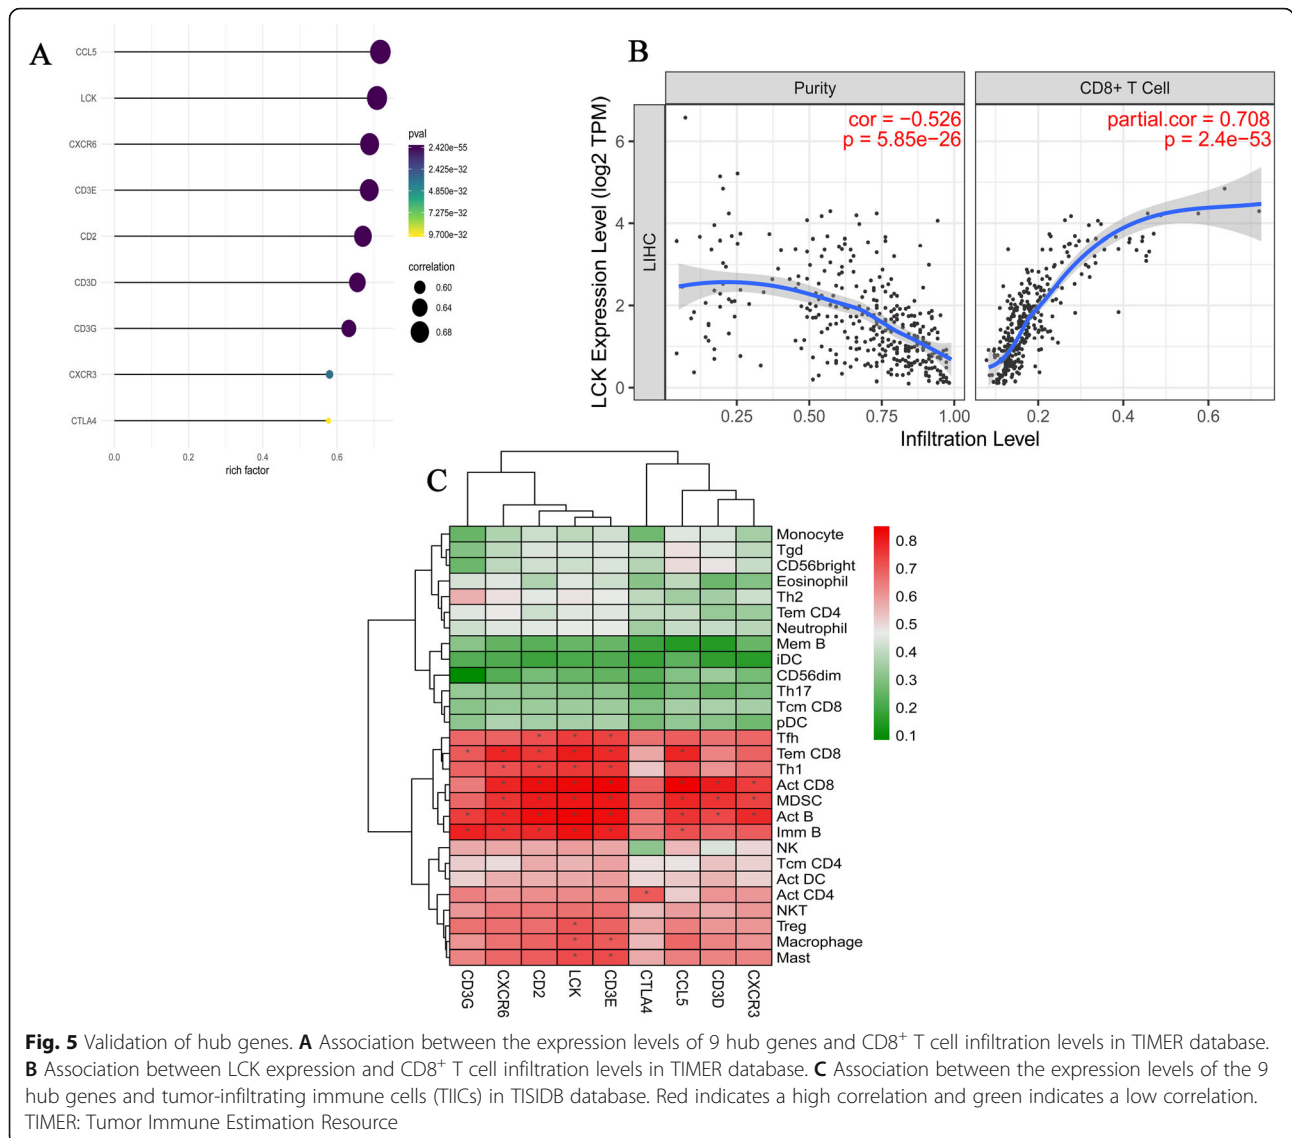 A
CCL5
LCK
CXCR6
CD3E
CD2
CD3D
CD3G
CXCR3
CTLA4
0.0 0.2 0.4 0.6
rich factor
pval
2.420e−55
2.425e−32
4.850e−32
7.275e−32
9.700e−32
correlation
0.60
0.64
0.68
B
Purity CD8+ T Cell
LIHC
LCK Expression Level (log2 TPM)
6
4
2
0
cor = −0.526
p = 5.85e−26
partial.cor = 0.708
p = 2.4e−53
0.25 0.50 0.75 1.00 0.2 0.4 0.6
Infiltration Level
C
Monocyte
Tgd
CD56bright
Eosinophil
Th2
Tem CD4
Neutrophil
Mem B
iDC
CD56dim
Th17
Tcm CD8
pDC
Tfh
Tem CD8
Th1
Act CD8
MDSC
Act B
Imm B
NK
Tcm CD4
Act DC
Act CD4
NKT
Treg
Macrophage
Mast
CD3G CXCR6 CD2 LCK CD3E CTLA4 CCL5 CD3D CXCR3
0.8
0.7
0.6
0.5
0.4
0.3
0.2
0.1
Fig. 5 Validation of hub genes. A Association between the expression levels of 9 hub genes and CD8+ T cell infiltration levels in TIMER database.
B Association between LCK expression and CD8+ T cell infiltration levels in TIMER database. C Association between the expression levels of the 9
hub genes and tumor-infiltrating immune cells (TIICs) in TISIDB database. Red indicates a high correlation and green indicates a low correlation.
TIMER: Tumor Immune Estimation Resource